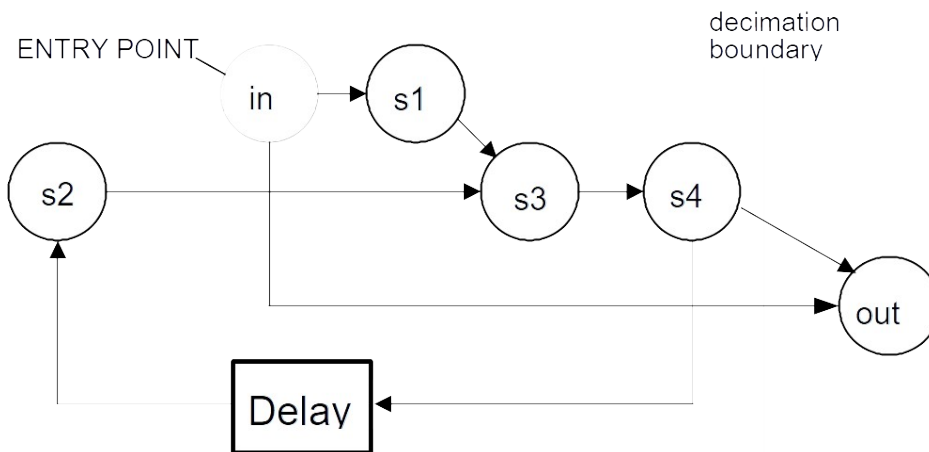 decimation
boundary
ENTRY POINT
in
s1
s2
s3
s4
out
Delay